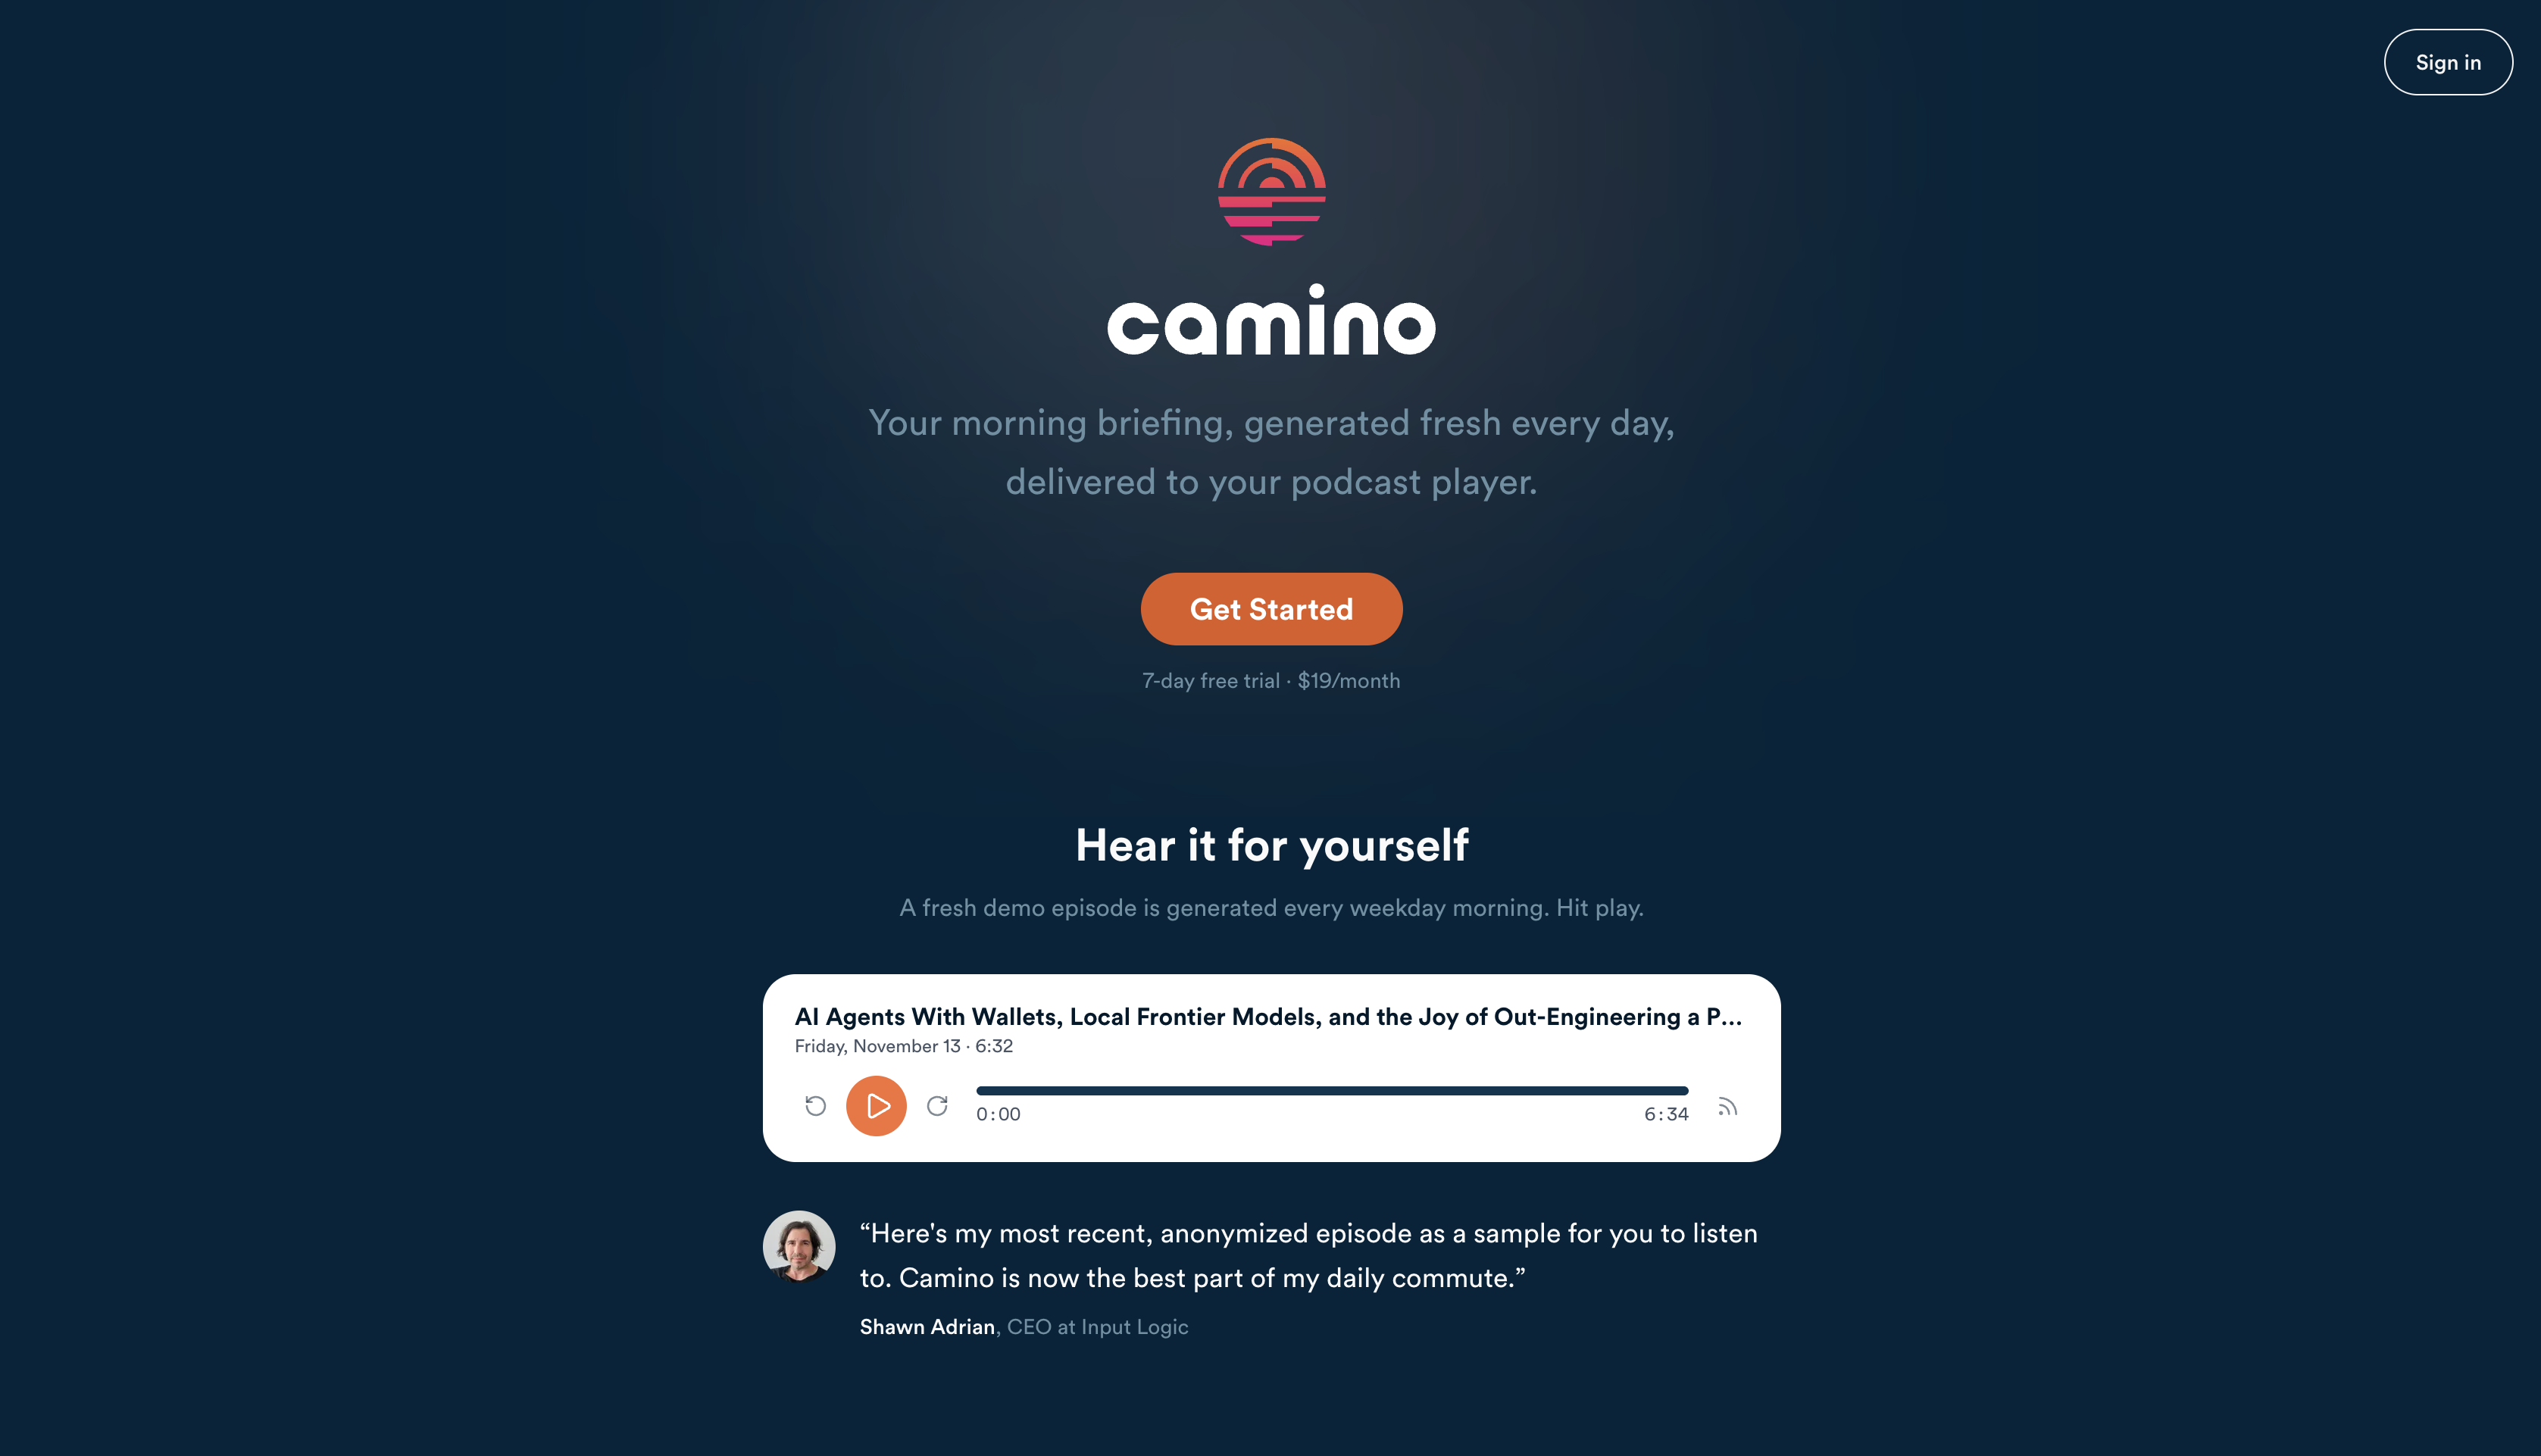 Sign in
camino
Your morning briefing, generated fresh every day,
delivered to your podcast player.
Get Started
7-day free trial · $19/month
Hear it for yourself
A fresh demo episode is generated every weekday morning. Hit play.
AI Agents With Wallets, Local Frontier Models, and the Joy of Out-Engineering a P...
Friday, November 13 · 6:32
0:00
6:34
“Here's my most recent, anonymized episode as a sample for you to listen
to. Camino is now the best part of my daily commute.”
Shawn Adrian, CEO at Input Logic